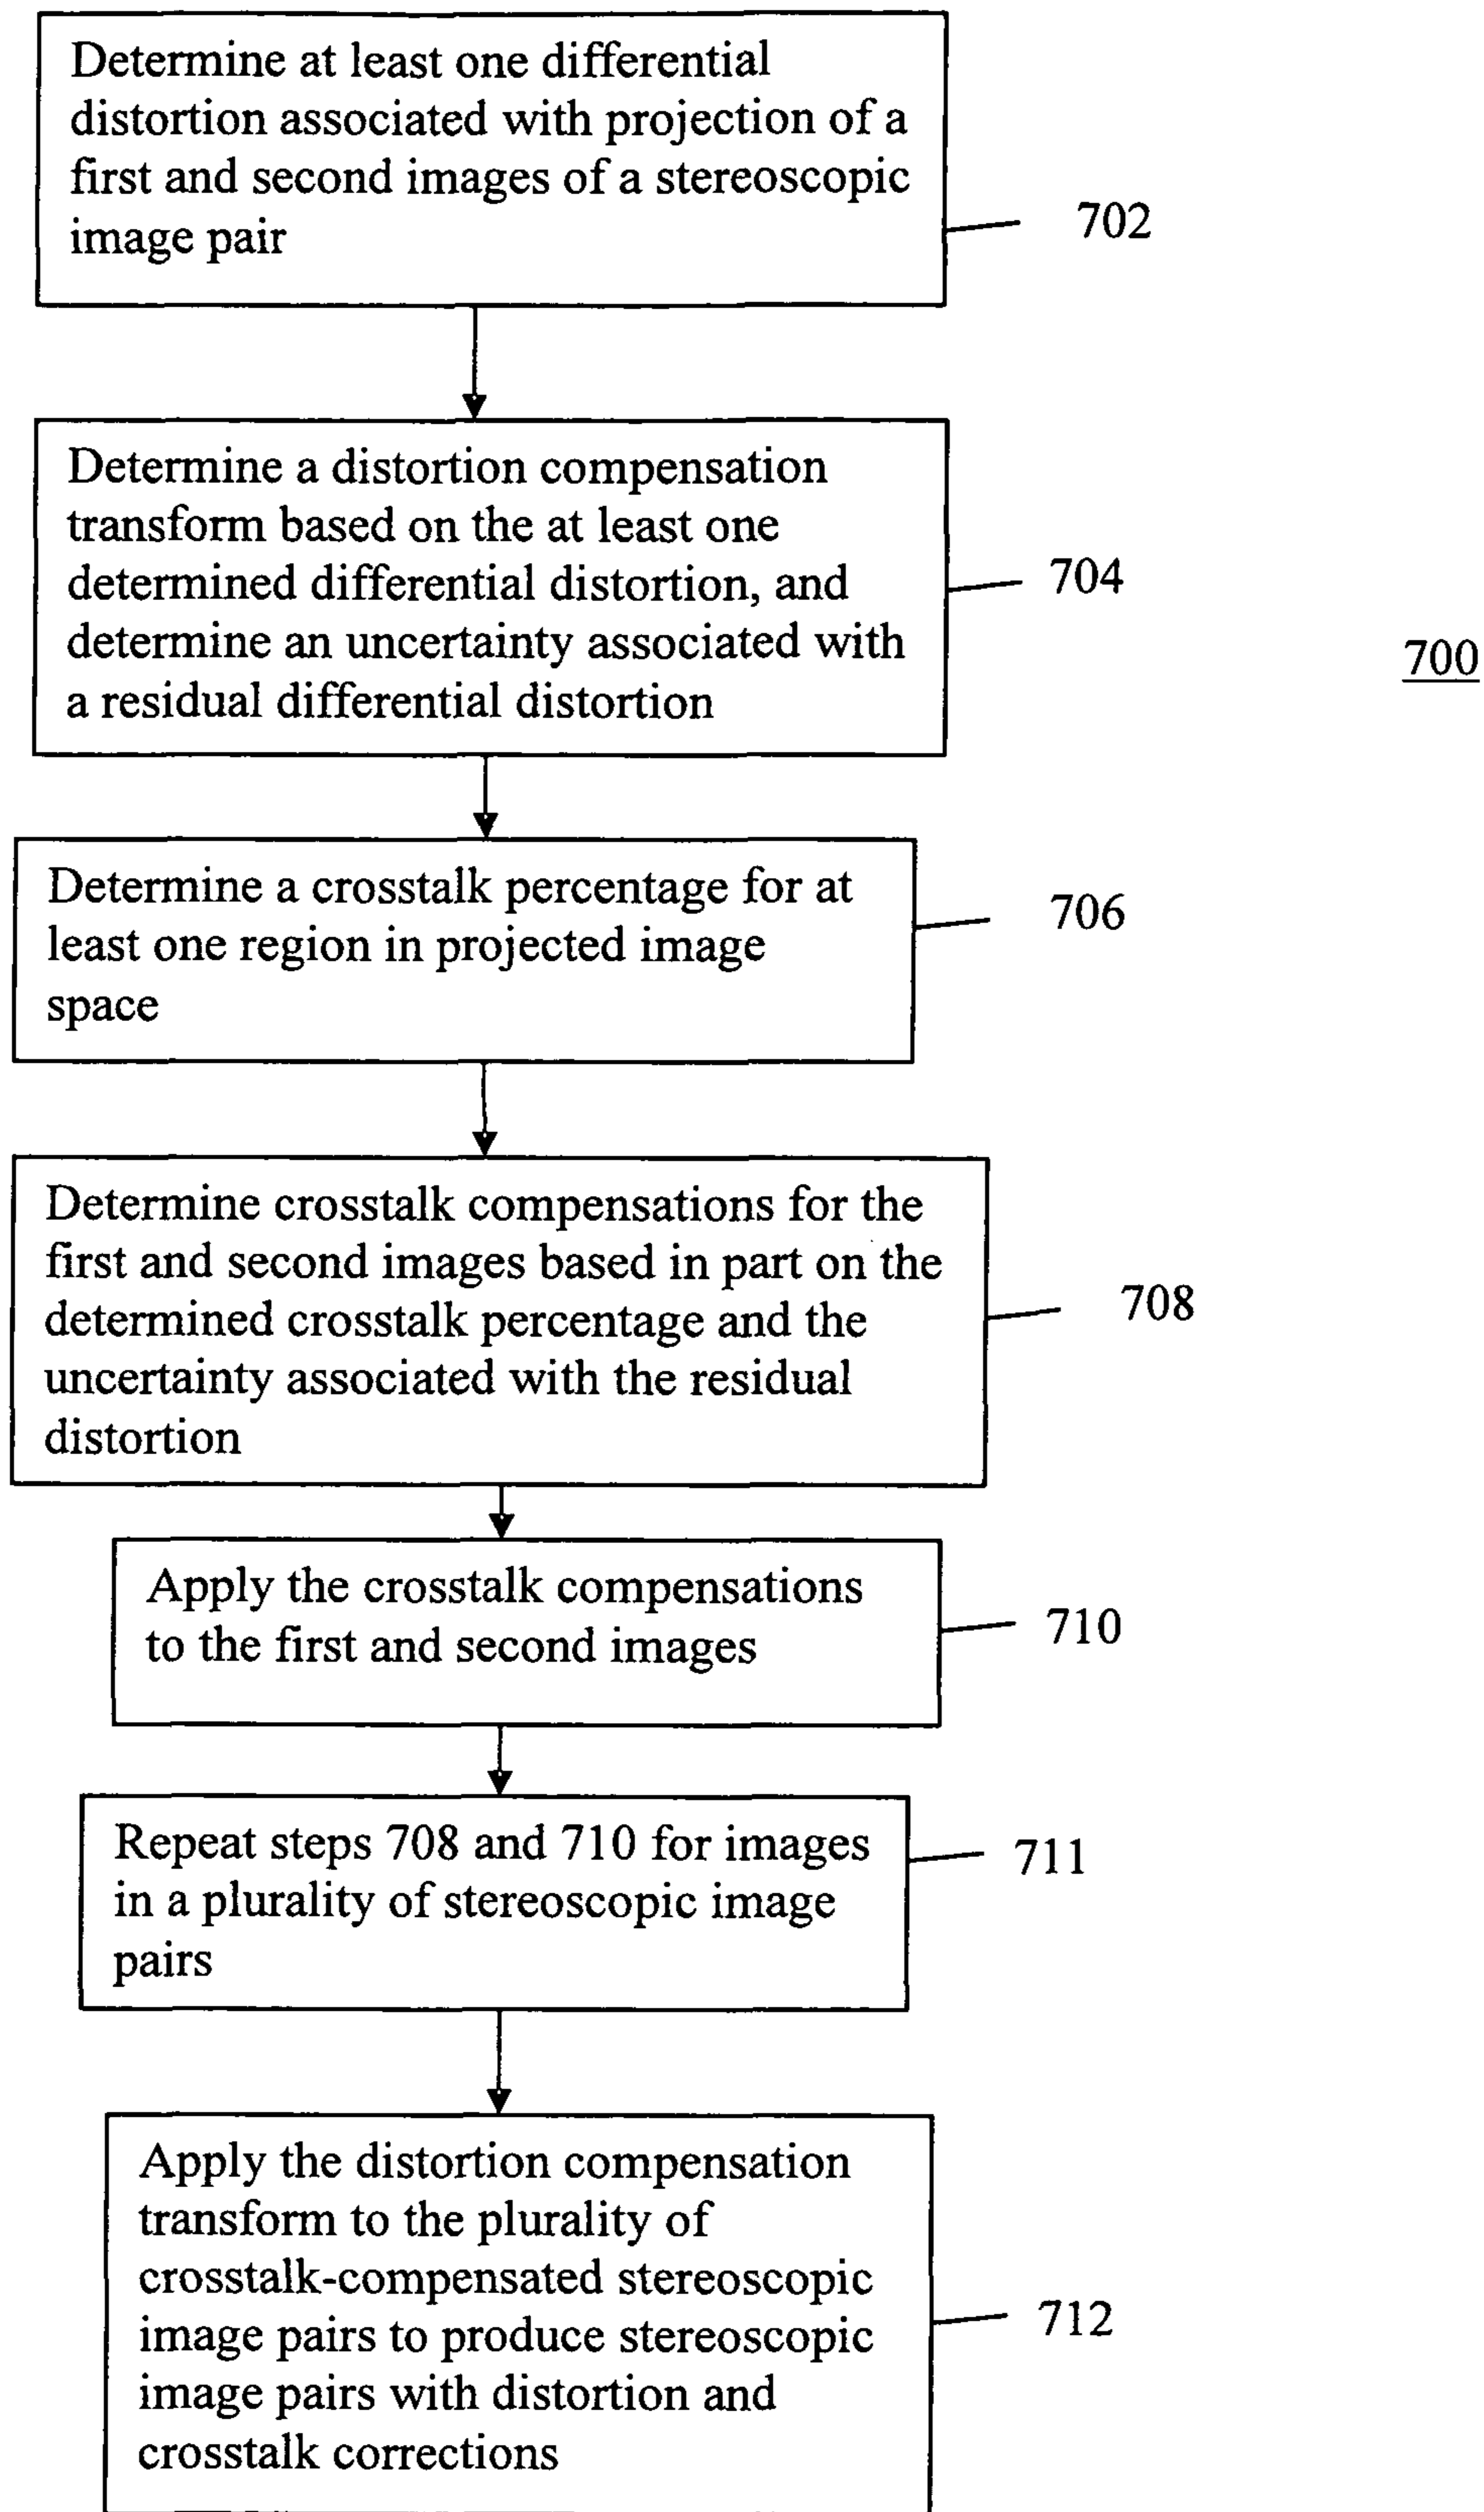 Determine at least one differential
distortion associated with projection of a
first and second images of a stereoscopic
image pair
702
Determine a distortion compensation
transform based on the at least one
determined differential distortion, and
determine an uncertainty associated with
a residual differential distortion
704
700
Determine a crosstalk percentage for at
least one region in projected image
space
706
Determine crosstalk compensations for the
first and second images based in part on the
determined crosstalk percentage and the
uncertainty associated with the residual
distortion
708
Apply the crosstalk compensations
to the first and second images
710
Repeat steps 708 and 710 for images
in a plurality of stereoscopic image
pairs
711
Apply the distortion compensation
transform to the plurality of
crosstalk-compensated stereoscopic
image pairs to produce stereoscopic
image pairs with distortion and
crosstalk corrections
712